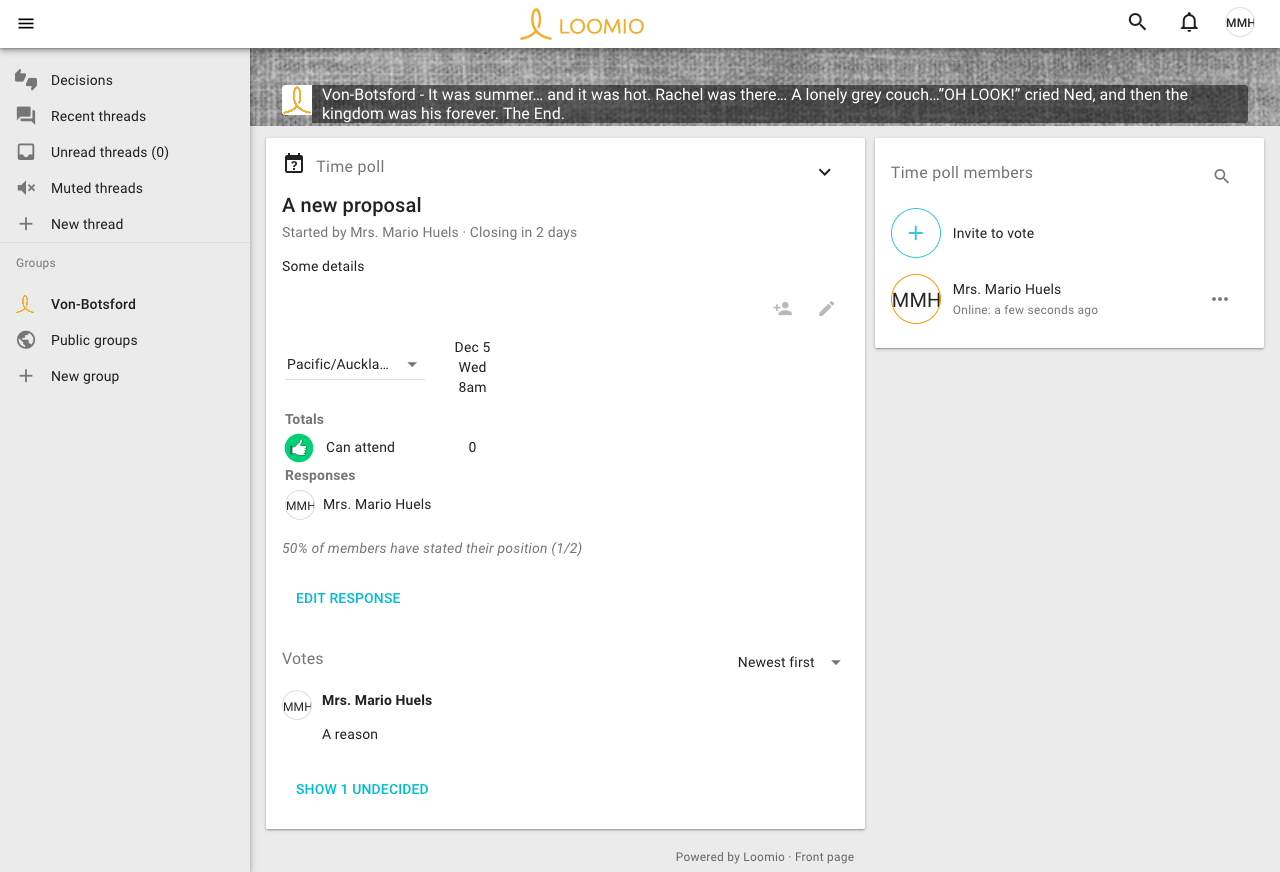 LOOMIO
MMH
Decisions
Recent threads
Unread threads (0)
Muted threads
New thread
Groups
Von-Botsford
Public groups
New group
Von-Botsford - It was summer… and it was hot. Rachel was there… A lonely grey couch…”OH LOOK!” cried Ned, and then the
kingdom was his forever. The End.
Time poll
A new proposal
Started by Mrs. Mario Huels · Closing in 2 days
Some details
Pacific/Auckla…
Dec 5
Wed
8am
Totals
Can attend 0
Responses
MMH Mrs. Mario Huels
50% of members have stated their position (1/2)
EDIT RESPONSE
Votes
Newest first
MMH Mrs. Mario Huels
A reason
SHOW 1 UNDECIDED
Time poll members
Invite to vote
MMH Mrs. Mario Huels
Online: a few seconds ago
Powered by Loomio · Front page